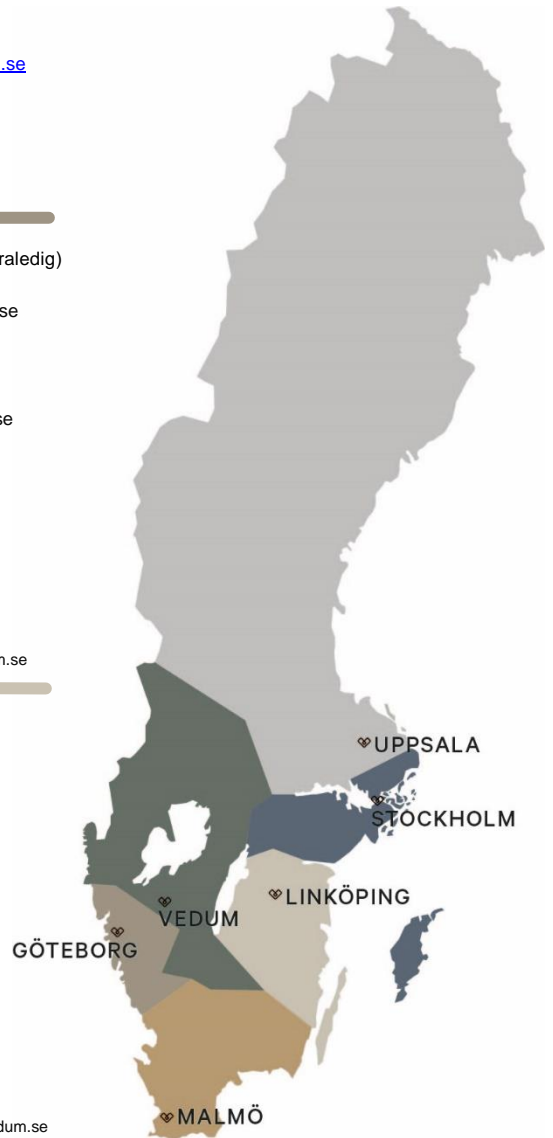 .se
raledig)
se
se
m.se
UPPSALA
STOCKHOLM
LINKÖPING
VEDUM
GÖTEBORG
MALMÖ
dum.se